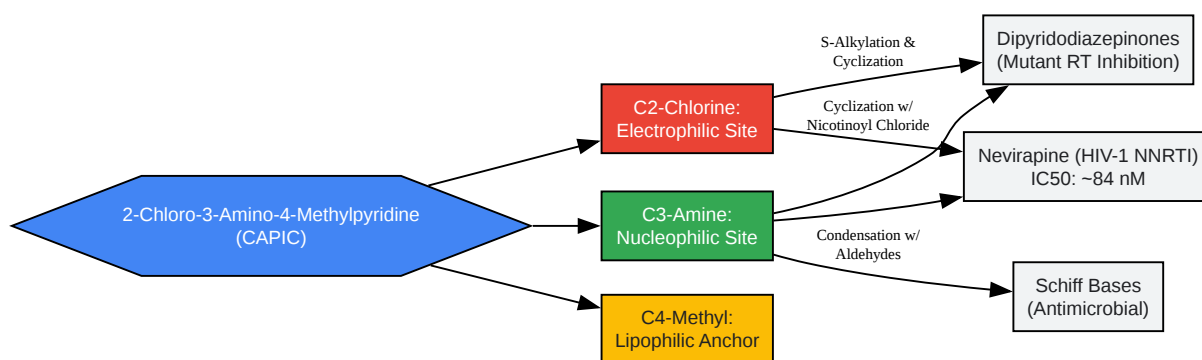 2-Chloro-3-Amino-4-Methylpyridine
(CAPIC)
C2-Chlorine:
Electrophilic Site
C3-Amine:
Nucleophilic Site
C4-Methyl:
Lipophilic Anchor
S-Alkylation &
Cyclization
Cyclization w/
Nicotinoyl Chloride
Condensation w/
Aldehydes
Dipyridodiazepinones
(Mutant RT Inhibition)
Nevirapine (HIV-1 NNRTI)
IC50: ~84 nM
Schiff Bases
(Antimicrobial)